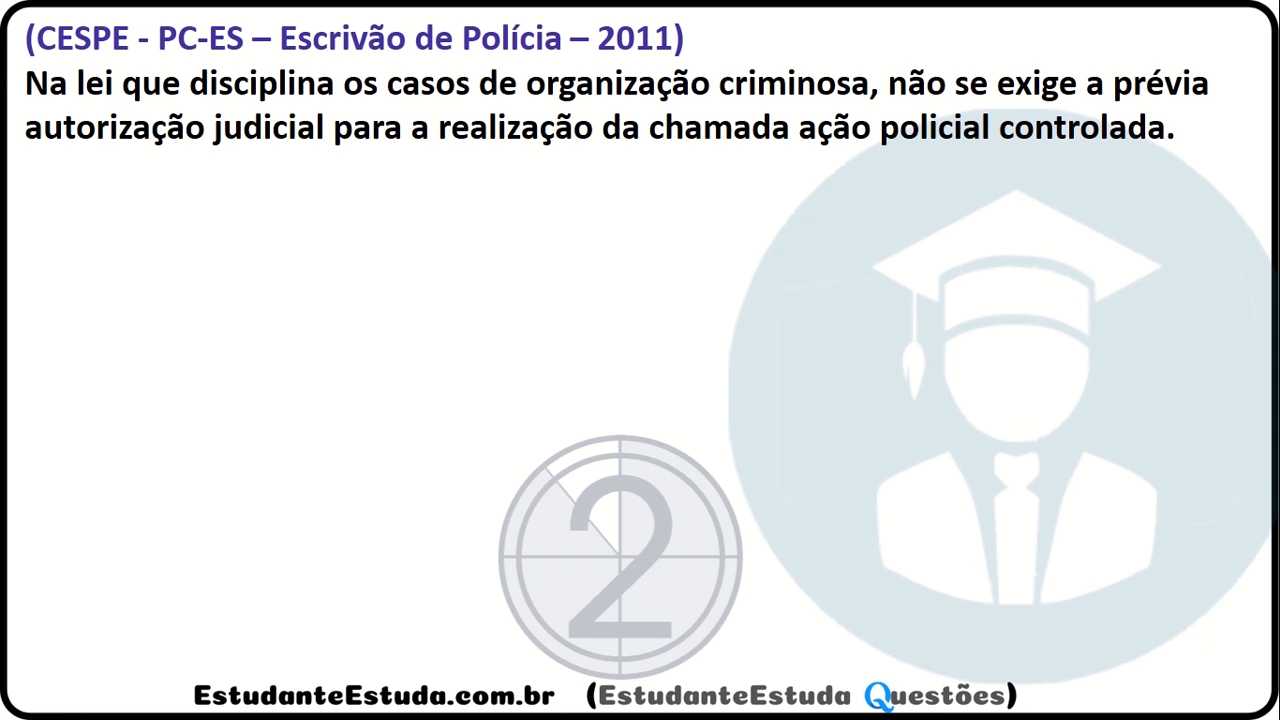 (CESPE - PC-ES – Escrivão de Polícia – 2011)
Na lei que disciplina os casos de organização criminosa, não se exige a prévia
autorização judicial para a realização da chamada ação policial controlada.
2
EstudanteEstuda.com.br (EstudanteEstuda Questões)